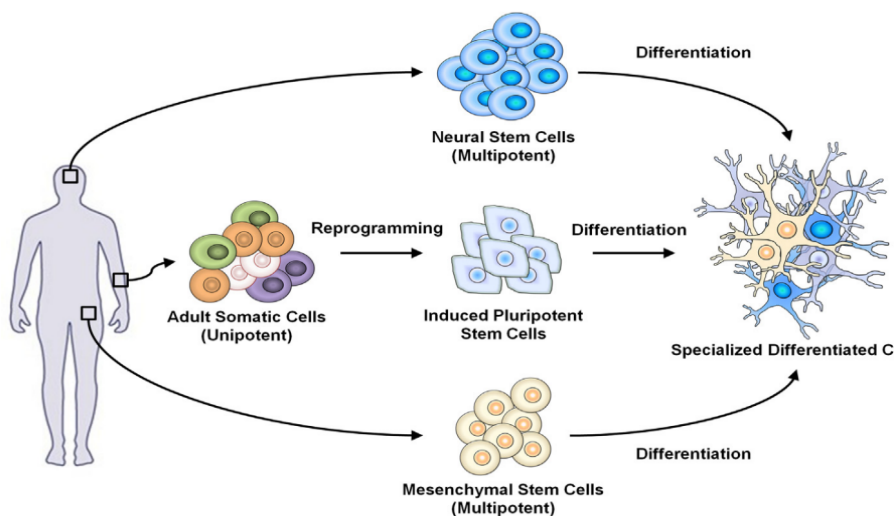 Differentiation
Neural Stem Cells
(Multipotent)
Reprogramming
Differentiation
Adult Somatic Cells
(Unipotent)
Induced Pluripotent
Stem Cells
Specialized Differentiated C
Differentiation
Mesenchymal Stem Cells
(Multipotent)